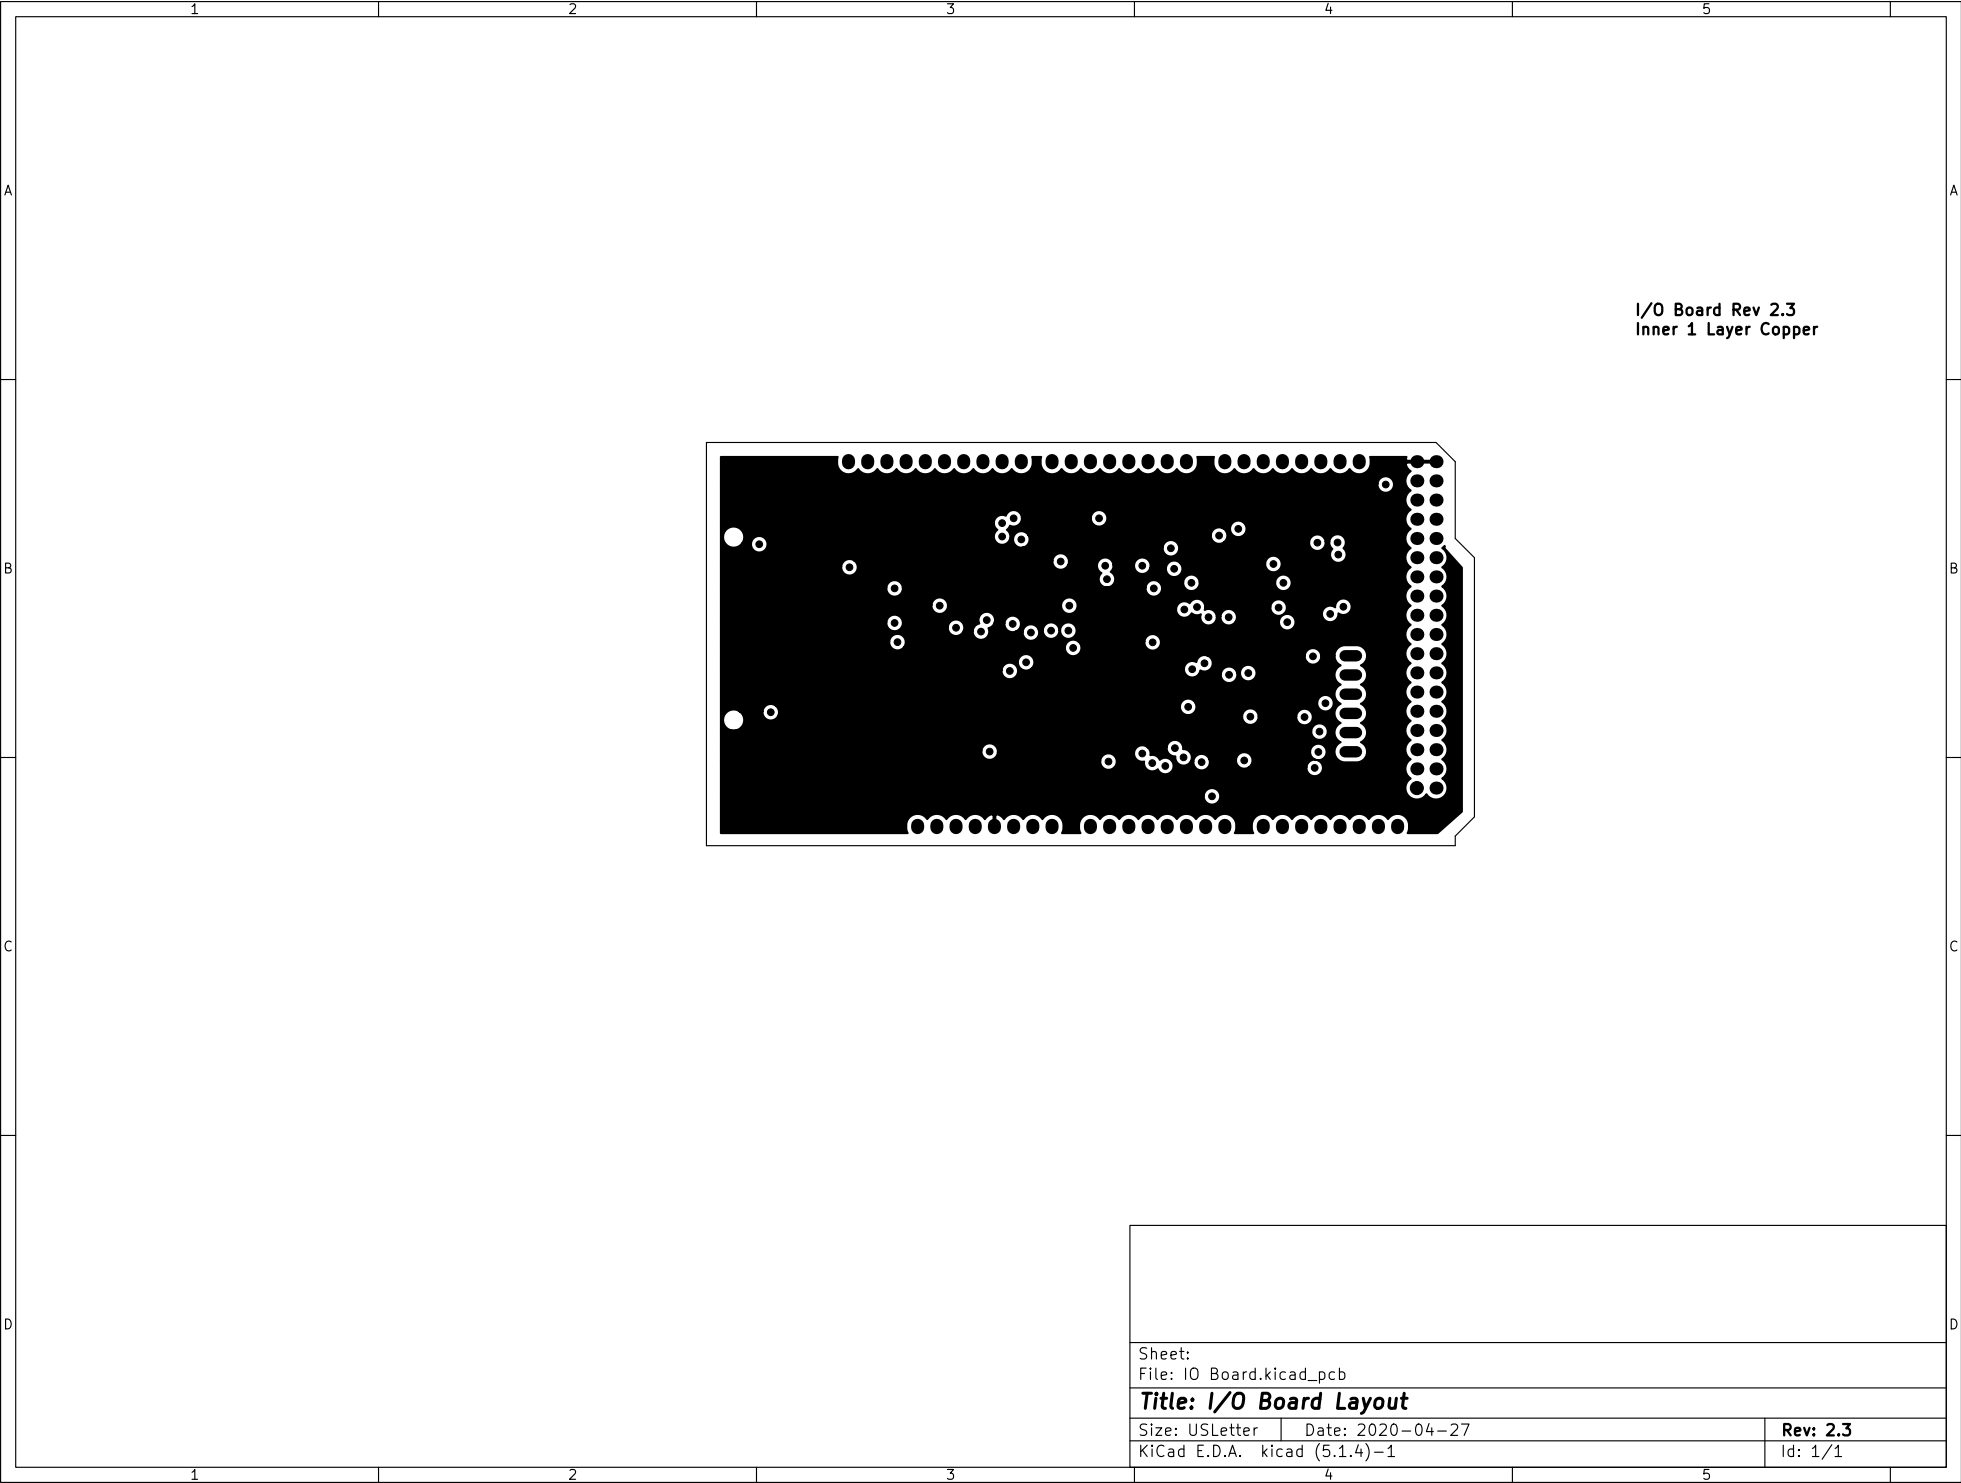 1 2 3 4 5
A A
I/O Board Rev 2.3
Inner 1 Layer Copper
B B
C C
D D
Sheet:
File: IO Board.kicad_pcb
Title: I/O Board Layout
Size: USLetter Date: 2020-04-27 Rev: 2.3
KiCad E.D.A. kicad (5.1.4)-1 Id: 1/1
1 2 3 4 5